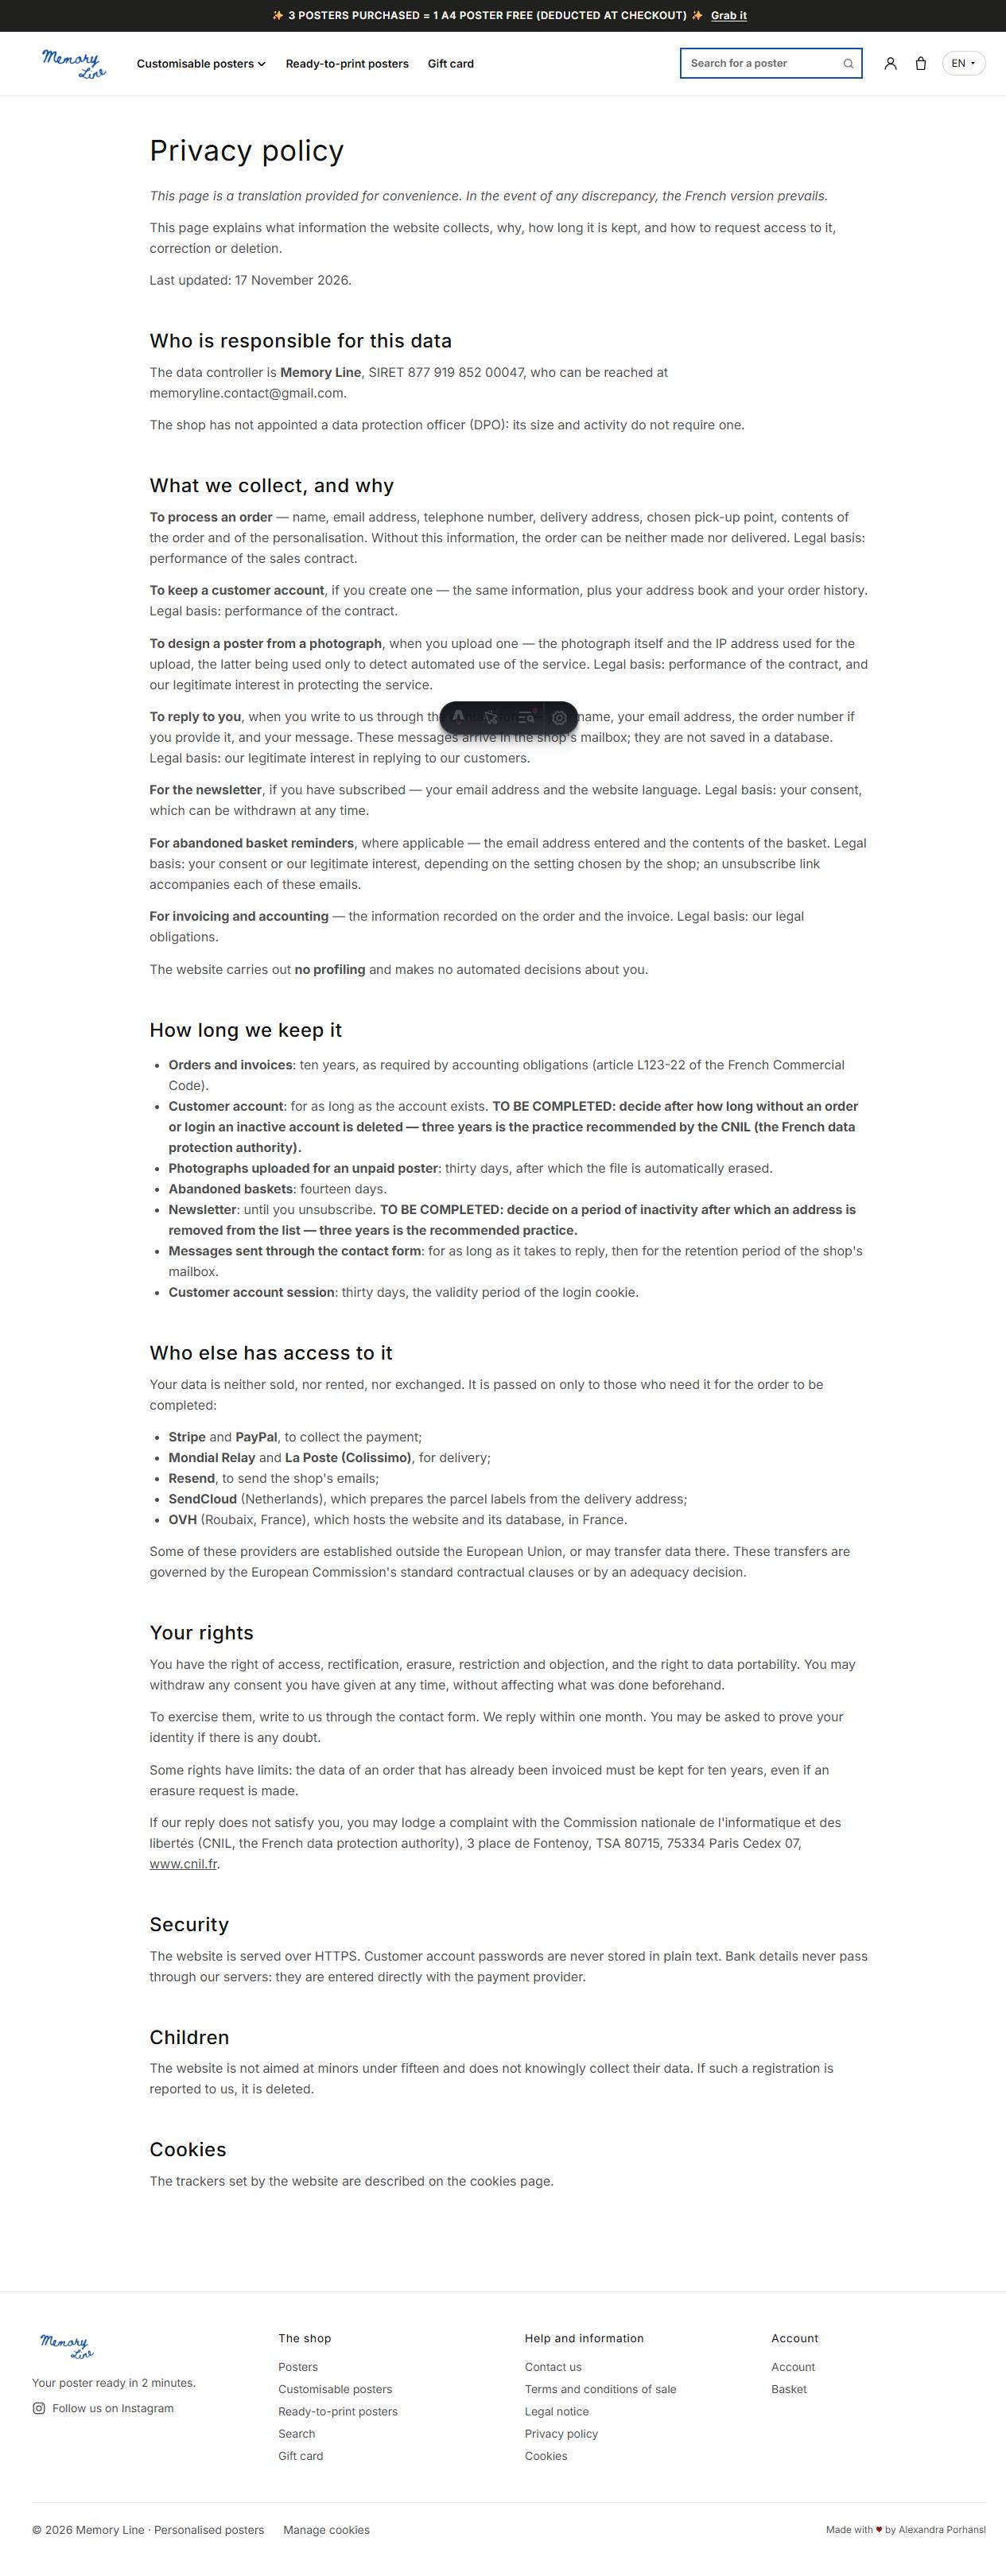 ✨ 3 POSTERS PURCHASED = 1 A4 POSTER FREE (DEDUCTED AT CHECKOUT) ✨ Grab it
Memory
Line
Customisable posters
Ready-to-print posters
Gift card
Search for a poster
EN
Privacy policy
This page is a translation provided for convenience. In the event of any discrepancy, the French version prevails.
This page explains what information the website collects, why, how long it is kept, and how to request access to it,
correction or deletion.
Last updated: 17 November 2026.
Who is responsible for this data
The data controller is Memory Line, SIRET 877 919 852 00047, who can be reached at
memoryline.contact@gmail.com.
The shop has not appointed a data protection officer (DPO): its size and activity do not require one.
What we collect, and why
To process an order — name, email address, telephone number, delivery address, chosen pick-up point, contents of
the order and of the personalisation. Without this information, the order can be neither made nor delivered. Legal basis:
performance of the sales contract.
To keep a customer account, if you create one — the same information, plus your address book and your order history.
Legal basis: performance of the contract.
To design a poster from a photograph, when you upload one — the photograph itself and the IP address used for the
upload, the latter being used only to detect automated use of the service. Legal basis: performance of the contract, and
our legitimate interest in protecting the service.
To reply to you, when you write to us through name, your email address, the order number if
you provide it, and your message. These messages arrive in the shop's mailbox; they are not saved in a database.
Legal basis: our legitimate interest in replying to our customers.
For the newsletter, if you have subscribed — your email address and the website language. Legal basis: your consent,
which can be withdrawn at any time.
For abandoned basket reminders, where applicable — the email address entered and the contents of the basket. Legal
basis: your consent or our legitimate interest, depending on the setting chosen by the shop; an unsubscribe link
accompanies each of these emails.
For invoicing and accounting — the information recorded on the order and the invoice. Legal basis: our legal
obligations.
The website carries out no profiling and makes no automated decisions about you.
How long we keep it
• Orders and invoices: ten years, as required by accounting obligations (article L123-22 of the French Commercial
Code).
• Customer account: for as long as the account exists. TO BE COMPLETED: decide after how long without an order
or login an inactive account is deleted — three years is the practice recommended by the CNIL (the French data
protection authority).
• Photographs uploaded for an unpaid poster: thirty days, after which the file is automatically erased.
• Abandoned baskets: fourteen days.
• Newsletter: until you unsubscribe. TO BE COMPLETED: decide on a period of inactivity after which an address is
removed from the list — three years is the recommended practice.
• Messages sent through the contact form: for as long as it takes to reply, then for the retention period of the shop's
mailbox.
• Customer account session: thirty days, the validity period of the login cookie.
Who else has access to it
Your data is neither sold, nor rented, nor exchanged. It is passed on only to those who need it for the order to be
completed:
• Stripe and PayPal, to collect the payment;
• Mondial Relay and La Poste (Colissimo), for delivery;
• Resend, to send the shop's emails;
• SendCloud (Netherlands), which prepares the parcel labels from the delivery address;
• OVH (Roubaix, France), which hosts the website and its database, in France.
Some of these providers are established outside the European Union, or may transfer data there. These transfers are
governed by the European Commission's standard contractual clauses or by an adequacy decision.
Your rights
You have the right of access, rectification, erasure, restriction and objection, and the right to data portability. You may
withdraw any consent you have given at any time, without affecting what was done beforehand.
To exercise them, write to us through the contact form. We reply within one month. You may be asked to prove your
identity if there is any doubt.
Some rights have limits: the data of an order that has already been invoiced must be kept for ten years, even if an
erasure request is made.
If our reply does not satisfy you, you may lodge a complaint with the Commission nationale de l'informatique et des
libertés (CNIL, the French data protection authority), 3 place de Fontenoy, TSA 80715, 75334 Paris Cedex 07,
www.cnil.fr.
Security
The website is served over HTTPS. Customer account passwords are never stored in plain text. Bank details never pass
through our servers: they are entered directly with the payment provider.
Children
The website is not aimed at minors under fifteen and does not knowingly collect their data. If such a registration is
reported to us, it is deleted.
Cookies
The trackers set by the website are described on the cookies page.
Memory
Line
Your poster ready in 2 minutes.
Follow us on Instagram
The shop
Posters
Customisable posters
Ready-to-print posters
Search
Gift card
Help and information
Contact us
Terms and conditions of sale
Legal notice
Privacy policy
Cookies
Account
Account
Basket
© 2026 Memory Line · Personalised posters
Manage cookies
Made with ♥ by Alexandra Porhansl